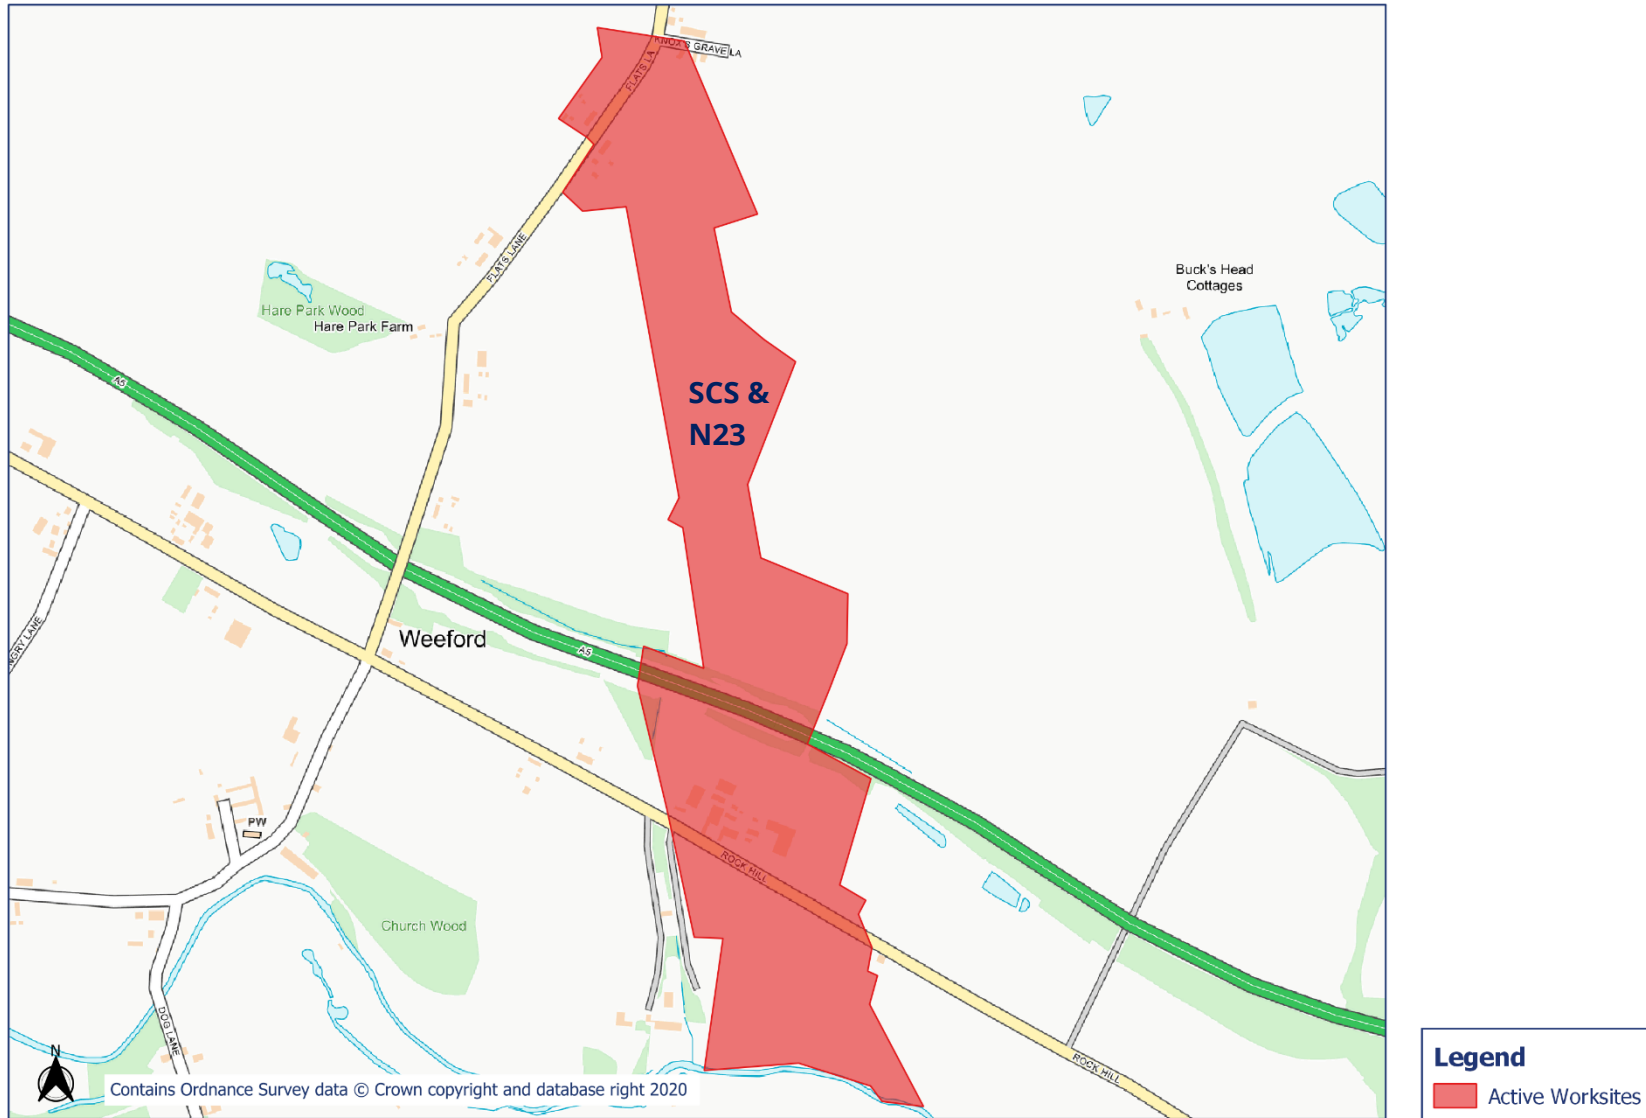 KNOX'S GRAVE LA
FLATS LA
FLATS LANE
Buck's Head
Cottages
Hare Park Wood
Hare Park Farm
A5
SCS &
N23
Weeford
A5
NGRY LANE
PW
ROCK HILL
Church Wood
DOG LANE
ROCK HILL
N
Contains Ordnance Survey data © Crown copyright and database right 2020
Legend
Active Worksites